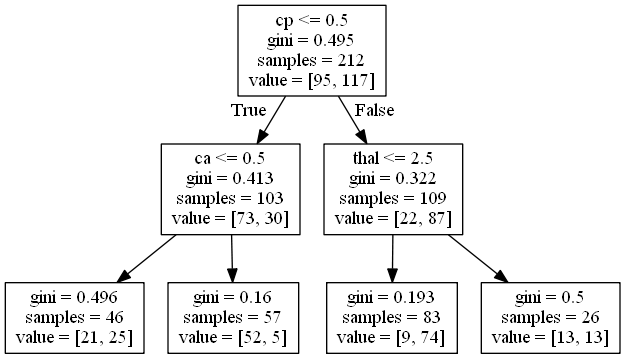 cp <= 0.5
gini = 0.495
samples = 212
value = [95, 117]
True
False
ca <= 0.5
gini = 0.413
samples = 103
value = [73, 30]
thal <= 2.5
gini = 0.322
samples = 109
value = [22, 87]
gini = 0.496
samples = 46
value = [21, 25]
gini = 0.16
samples = 57
value = [52, 5]
gini = 0.193
samples = 83
value = [9, 74]
gini = 0.5
samples = 26
value = [13, 13]